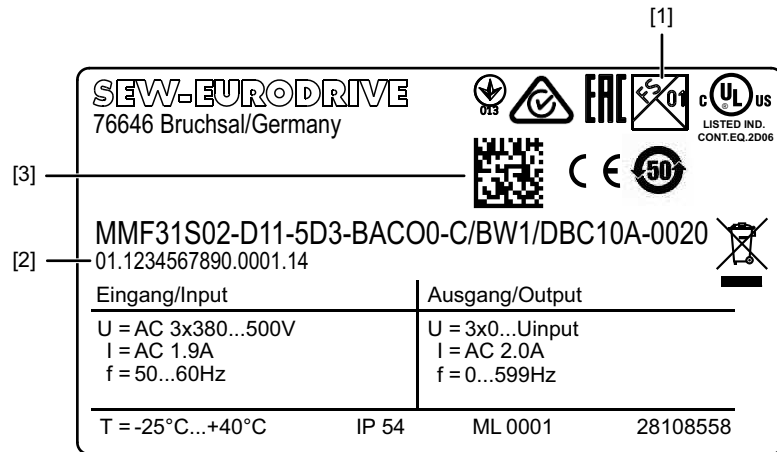 [1]
SEW-EURODRIVE
76646 Bruchsal/Germany
013
EAC
FS 01
c UL US
®
LISTED IND.
CONT.EQ.2D06
[3]
CE
50
MMF31S02-D11-5D3-BACO0-C/BW1/DBC10A-0020
[2]
01.1234567890.0001.14
Eingang/Input
Ausgang/Output
U = AC 3x380...500V
U = 3x0...Uinput
I = AC 1.9A
I = AC 2.0A
f = 50...60Hz
f = 0...599Hz
T = -25°C...+40°C IP 54 ML 0001 28108558